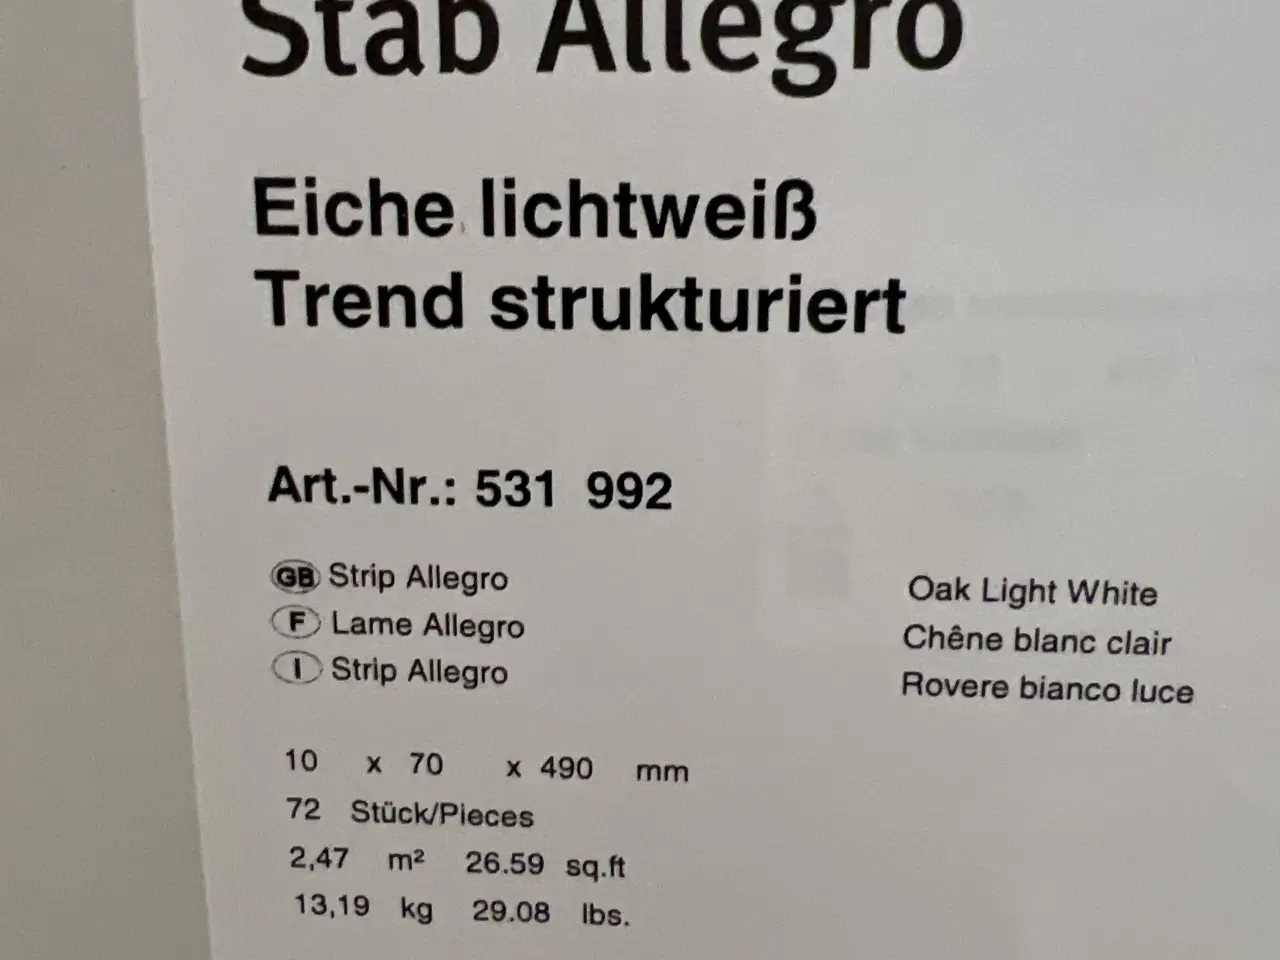 Stab Allegro
Eiche lichtweiß
Trend strukturiert
Art.-Nr.: 531 992
GB Strip Allegro Oak Light White
F Lame Allegro Chêne blanc clair
I Strip Allegro Rovere bianco luce
10 x 70 x 490 mm
72 Stück/Pieces
2,47 m² 26.59 sq.ft
13,19 kg 29.08 lbs.